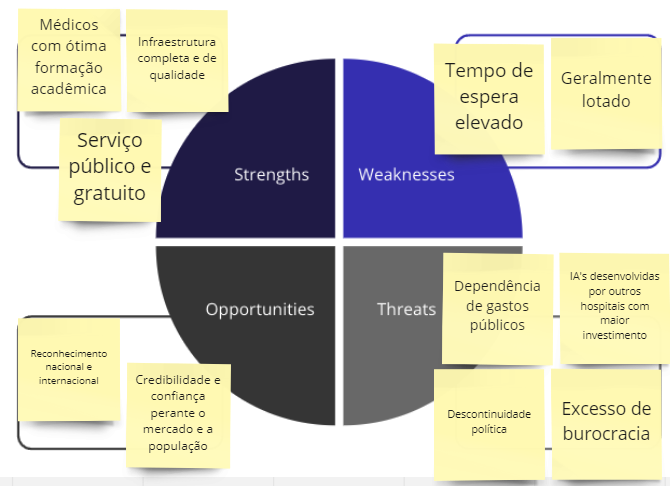 Médicos
com ótima
formação
acadêmica
Infraestrutura
completa e de
qualidade
Serviço
público e
gratuito
Tempo de
espera
elevado
Geralmente
lotado
Strengths
Weaknesses
Opportunities
Threats
Reconhecimento
nacional e
internacional
Credibilidade e
confiança
perante o
mercado e a
população
Dependência
de gastos
públicos
IA's desenvolvidas
por outros
hospitais com
maior
investimento
Descontinuidade
política
Excesso de
burocracia